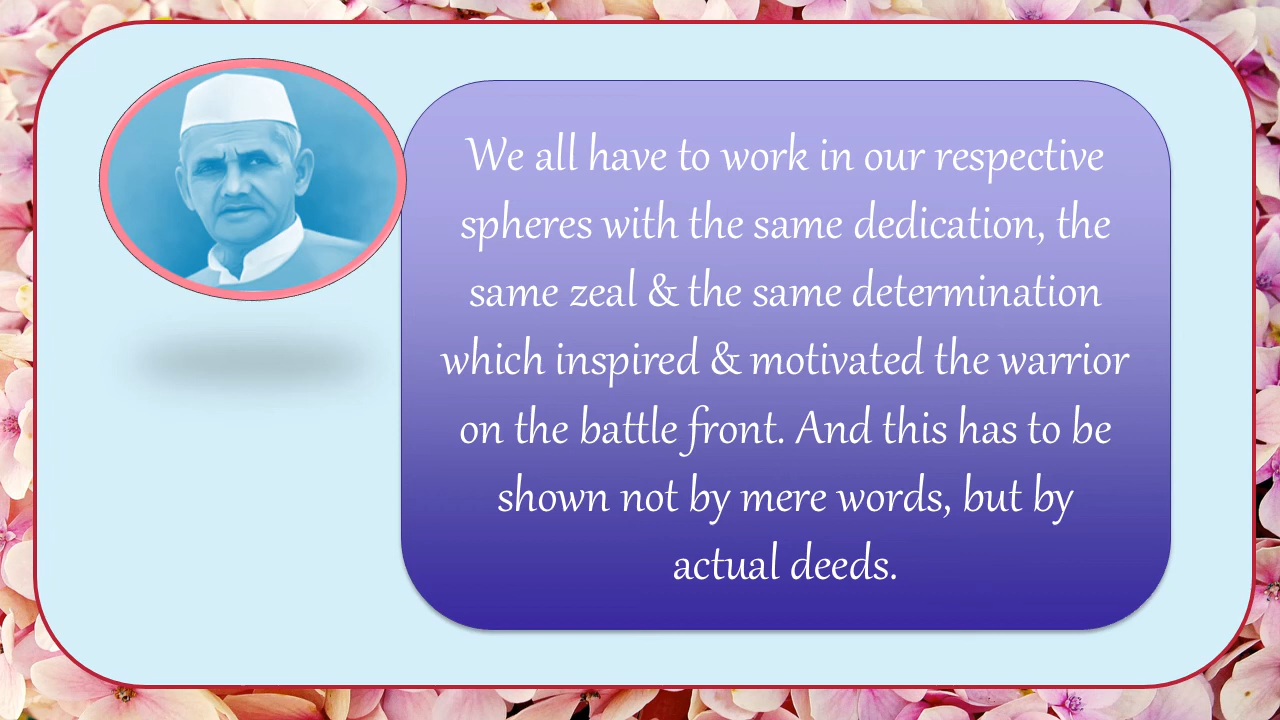 We all have to work in our respective
spheres with the same dedication, the
same zeal & the same determination
which inspired & motivated the warrior
on the battle front. And this has to be
shown not by mere words, but by
actual deeds.